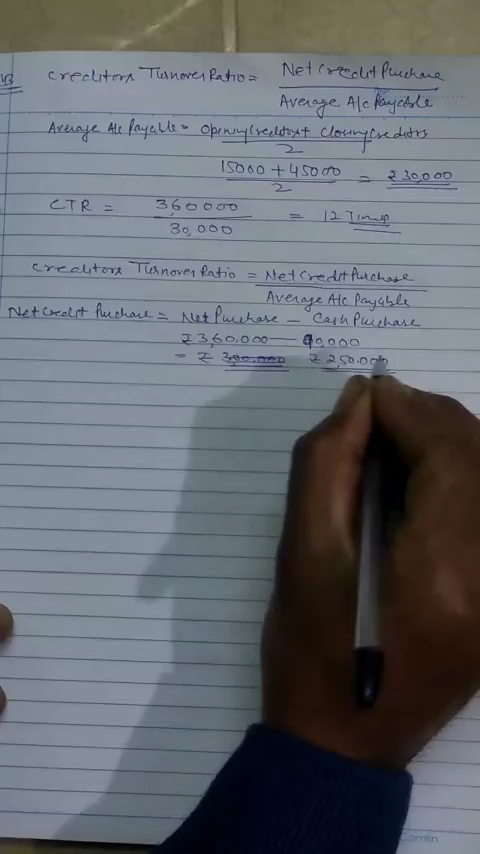 Creditors Turnover Ratio = Net Credit Purchase
Average A/c Payable
Average A/c Payable = Opening Creditors + Closing Creditors
2
15000 + 45000 = ₹ 30,000
2
CTR = 360000 = 12 Times
30,000
Creditors Turnover Ratio = Net Credit Purchase
Average A/c Payable
Net Credit Purchase = Net Purchase - Cash Purchase
₹ 3,60,000 - 0,000
= ₹ 300,000 ₹ 2,50,000